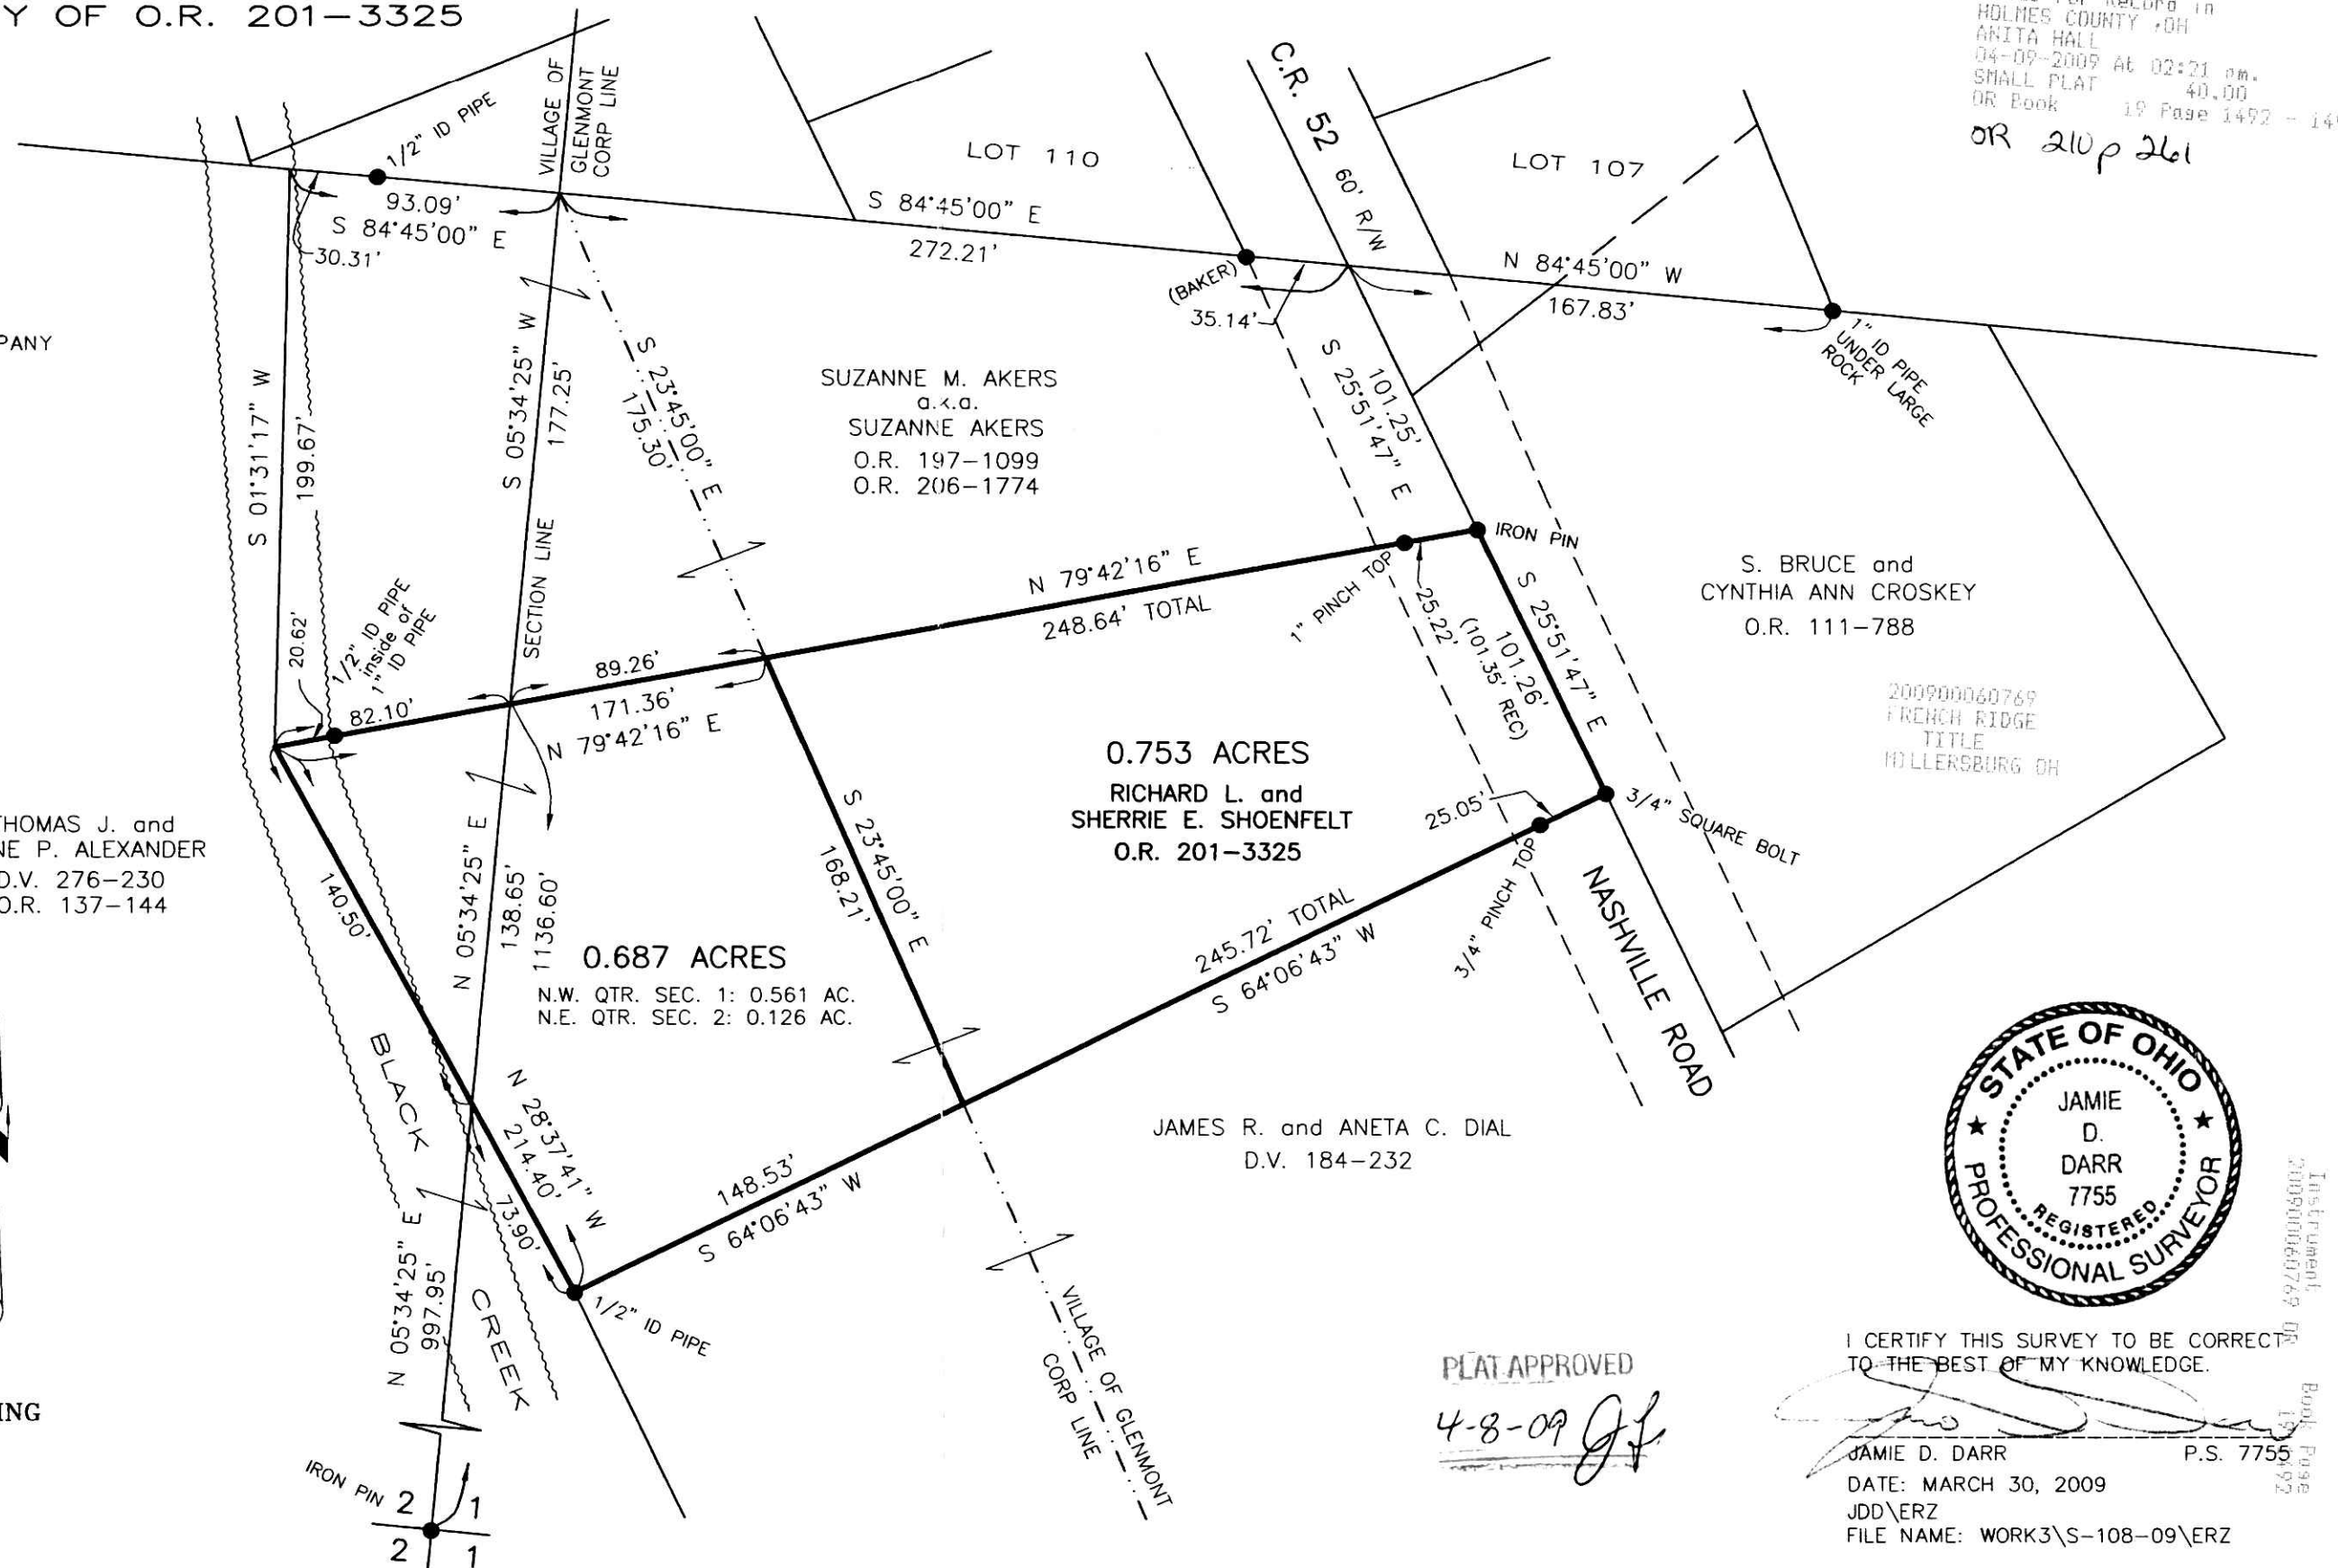 Y OF O.R. 201-3325
Record in
HOLMES COUNTY ,OH
ANITA HALL
04-09-2009 At 02:21 pm.
SMALL PLAT 40.00
OR Book 19 Page 1492 - 14
OR 210 p 261
1/2" ID PIPE
VILLAGE OF
GLENMONT
CORP LINE
93.09'
S 84°45'00" E
30.31'
LOT 110
S 84°45'00" E
272.21'
C.R. 52 60' R/W
LOT 107
(BAKER)
35.14'
N 84°45'00" W
167.83'
1" ID PIPE
UNDER LARGE
ROCK
PANY
S 01°31'17" W
199.67'
20.62'
S 05°34'25" W
177.25'
SECTION LINE
S 23°45'00" E
175.30'
SUZANNE M. AKERS
a.k.a.
SUZANNE AKERS
O.R. 197-1099
O.R. 206-1774
101.25'
S 25°51'47" E
IRON PIN
S. BRUCE and
CYNTHIA ANN CROSKEY
O.R. 111-788
200900060769
FRENCH RIDGE
TITLE
MILLERSBURG OH
N 79°42'16" E
248.64' TOTAL
1" PINCH TOP
25.22'
S 25°51'47" E
101.26'
(101.35' REC)
1/2" ID PIPE
inside of
1" ID PIPE
82.10'
89.26'
171.36'
N 79°42'16" E
0.753 ACRES
RICHARD L. and
SHERRIE E. SHOENFELT
O.R. 201-3325
S 23°45'00" E
168.21'
25.05'
3/4" SQUARE BOLT
3/4" PINCH TOP
NASHVILLE ROAD
245.72' TOTAL
S 64°06'43" W
THOMAS J. and
NE P. ALEXANDER
D.V. 276-230
O.R. 137-144
140.50'
N 05°34'25" E
138.65'
1136.60'
0.687 ACRES
N.W. QTR. SEC. 1: 0.561 AC.
N.E. QTR. SEC. 2: 0.126 AC.
BLACK
CREEK
N 28°37'41" W
214.40'
73.90'
148.53'
S 64°06'43" W
JAMES R. and ANETA C. DIAL
D.V. 184-232
N 05°34'25" E
997.95'
1/2" ID PIPE
VILLAGE OF GLENMONT
CORP LINE
ING
IRON PIN
2 1
2 1
PLAT APPROVED
4-8-09
STATE OF OHIO
JAMIE
D.
DARR
7755
REGISTERED
PROFESSIONAL SURVEYOR
Instrument Book Page
200900060769 OR 19 1492
I CERTIFY THIS SURVEY TO BE CORRECT
TO THE BEST OF MY KNOWLEDGE.
JAMIE D. DARR P.S. 7755
DATE: MARCH 30, 2009
JDD\ERZ
FILE NAME: WORK3\S-108-09\ERZ